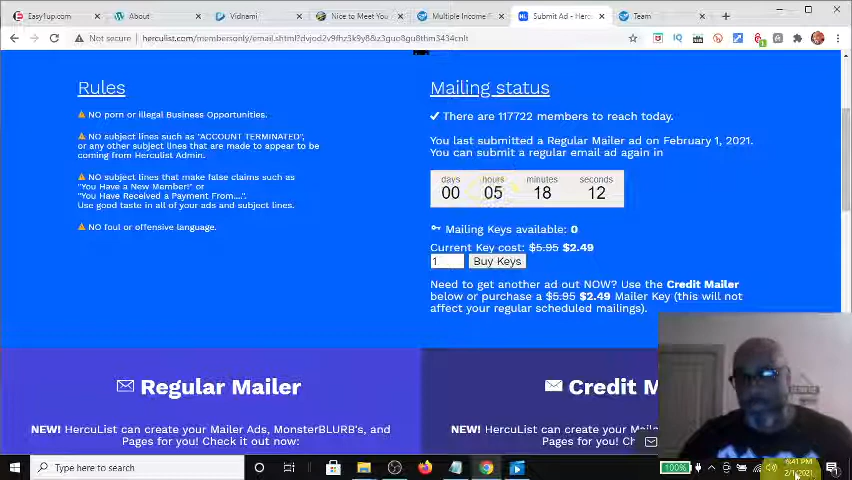 Easy1up.com
About
Vidnami
Nice to Meet You
Multiple Income F
Submit Ad - Herc
Team
Not secure
herculist.com/membersonly/email.shtml?dvjod2v9fhz3k9y8&z3guo8gu8thm3434cnlt
Rules
NO porn or illegal Business Opportunities.
NO subject lines such as "ACCOUNT TERMINATED",
or any other subject lines that are made to appear to be
coming from Herculist Admin.
NO subject lines that make false claims such as
"You Have a New Member!" or
"You Have Received a Payment From....".
Use good taste in all of your ads and subject lines.
NO foul or offensive language.
Mailing status
There are 117722 members to reach today.
You last submitted a Regular Mailer ad on February 1, 2021.
You can submit a regular email ad again in
days hours minutes seconds
00 05 18 12
Mailing Keys available: 0
Current Key cost: $5.95 $2.49
1 Buy Keys
Need to get another ad out NOW? Use the Credit Mailer
below or purchase a $5.95 $2.49 Mailer Key (this will not
affect your regular scheduled mailings).
Regular Mailer
NEW! HercuList can create your Mailer Ads, MonsterBLURB's, and
Pages for you! Check it out now:
Credit M
NEW! HercuList can create your Maile
Pages for you! Ch
Type here to search
100%
6:41 PM
2/1/2021